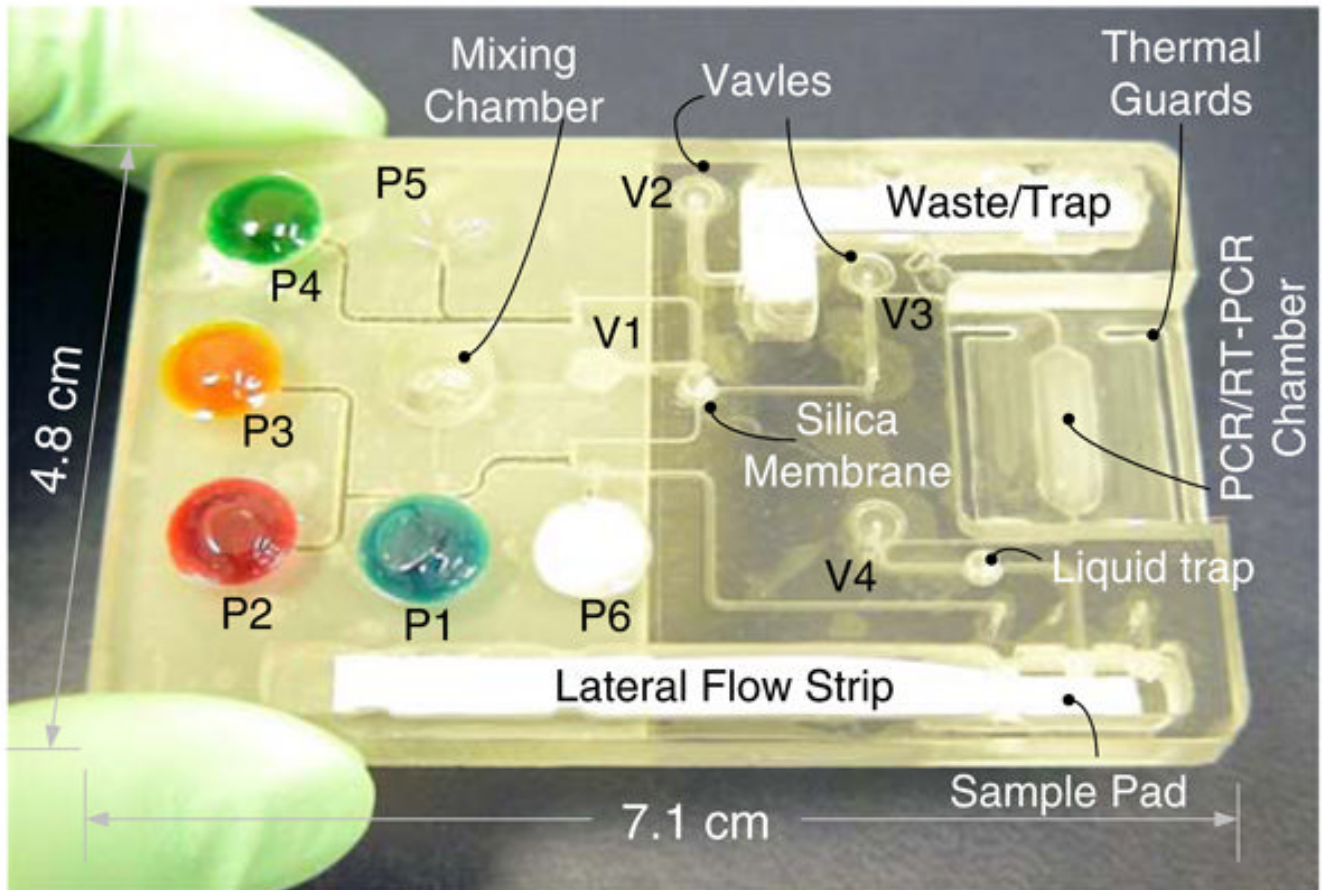 Mixing
Chamber
Vavles
Thermal
Guards
P5
V2
Waste/Trap
P4
V1
V3
PCR/RT-PCR
Chamber
4.8 cm
P3
Silica
Membrane
P2
P1
P6
V4
Liquid trap
Lateral Flow Strip
Sample Pad
7.1 cm